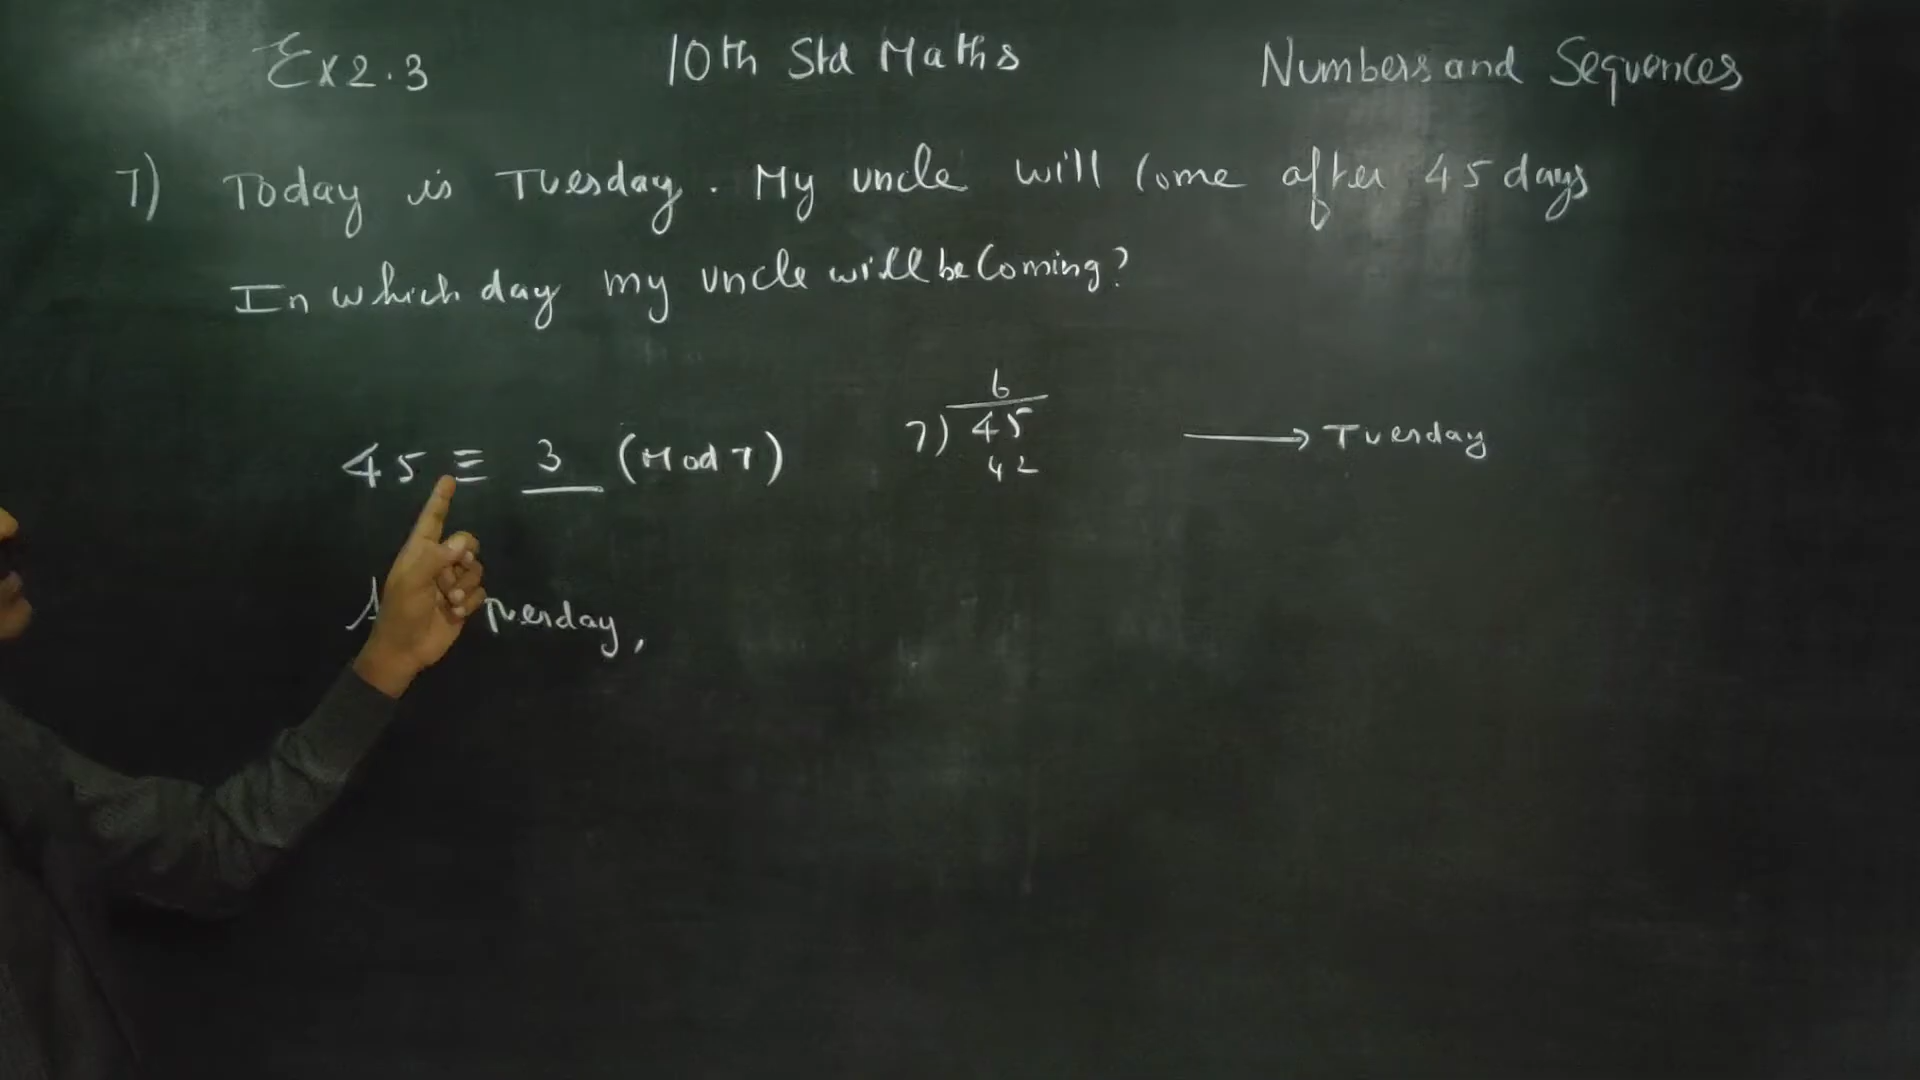 Ex 2.3 10th Std Maths Numbers and Sequences
7) Today is Tuesday. My uncle will come after 45 days
In which day my uncle will be coming?
6
7) 45 → Tuesday
45 ≡ 3 (Mod 7)
42
Tuesday,